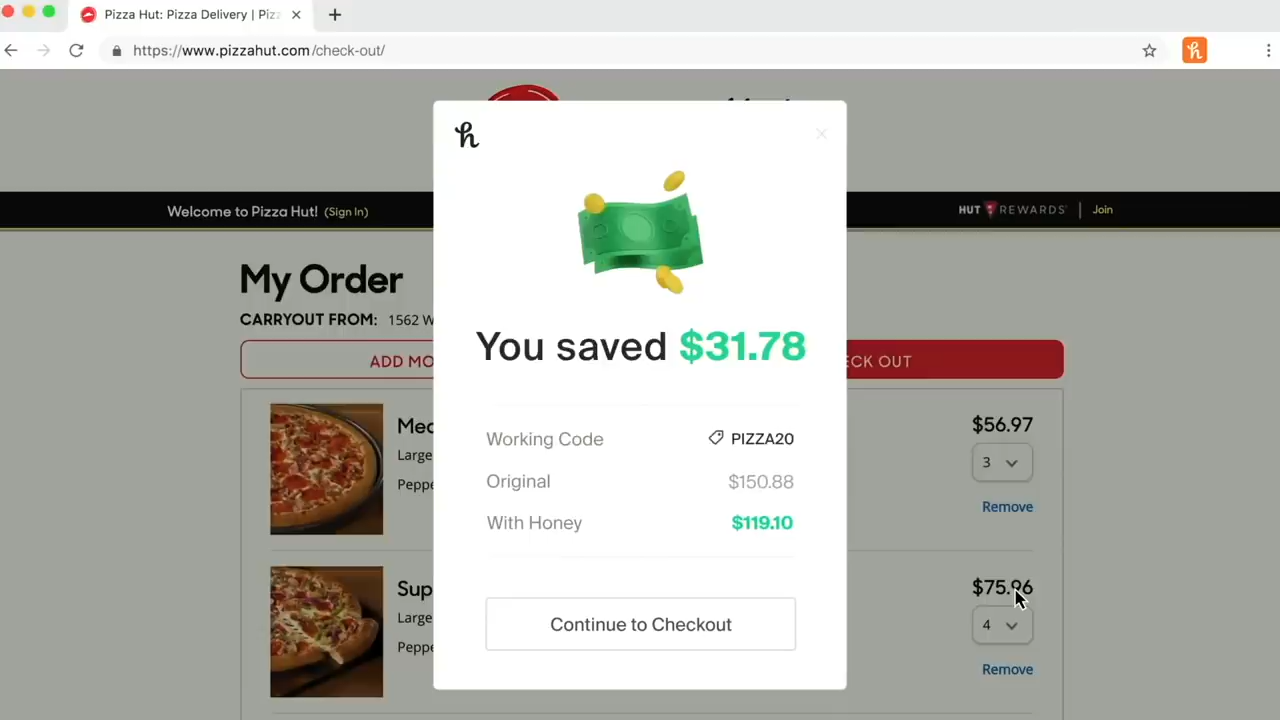 Pizza Hut: Pizza Delivery | Piz
https://www.pizzahut.com/check-out/
h
h
Welcome to Pizza Hut! (Sign In)
HUT REWARDS | Join
My Order
CARRYOUT FROM: 1562 W
ADD MO
ECK OUT
You saved $31.78
Working Code PIZZA20
Original $150.88
With Honey $119.10
Continue to Checkout
Med
Large
Peppe
$56.97
3
Remove
Sup
Large
Peppe
$75.96
4
Remove